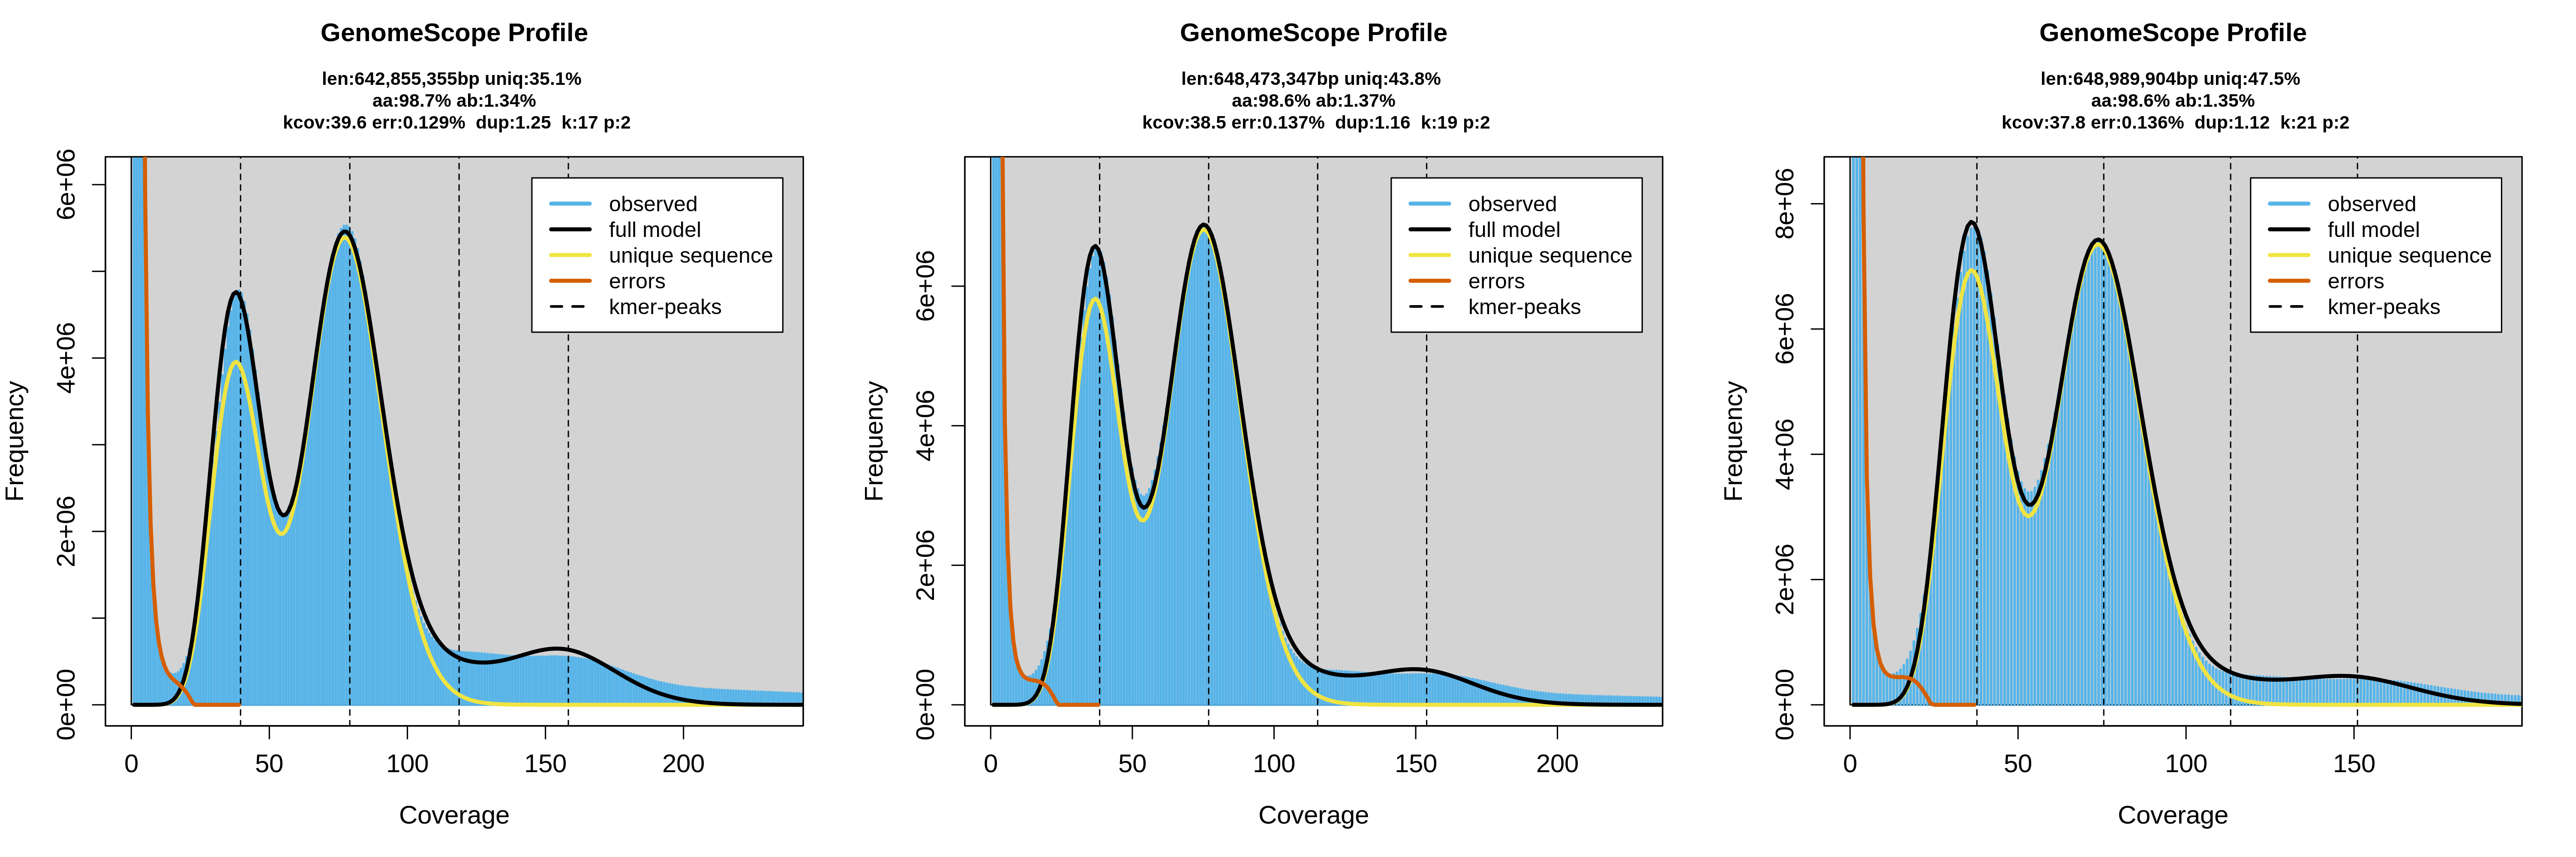 GenomeScope Profile
len:642,855,355bp uniq:35.1%
aa:98.7% ab:1.34%
kcov:39.6 err:0.129% dup:1.25 k:17 p:2
Frequency
6e+06
4e+06
2e+06
0e+00
observed
full model
unique sequence
errors
kmer-peaks
0 50 100 150 200
Coverage
GenomeScope Profile
len:648,473,347bp uniq:43.8%
aa:98.6% ab:1.37%
kcov:38.5 err:0.137% dup:1.16 k:19 p:2
Frequency
6e+06
4e+06
2e+06
0e+00
observed
full model
unique sequence
errors
kmer-peaks
0 50 100 150 200
Coverage
GenomeScope Profile
len:648,989,904bp uniq:47.5%
aa:98.6% ab:1.35%
kcov:37.8 err:0.136% dup:1.12 k:21 p:2
Frequency
8e+06
6e+06
4e+06
2e+06
0e+00
observed
full model
unique sequence
errors
kmer-peaks
0 50 100 150
Coverage